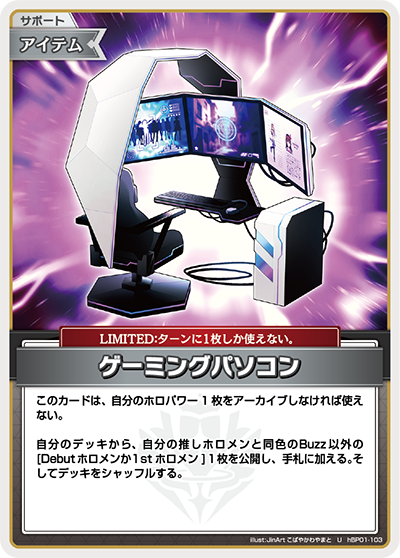 サポート
アイテム
LIMITED:ターンに1枚しか使えない。
ゲーミングパソコン
このカードは、自分のホロパワー1枚をアーカイブしなければ使え
ない。
自分のデッキから、自分の推しホロメンと同色のBuzz以外の
[Debutホロメンか1stホロメン]1枚を公開し、手札に加える。そ
してデッキをシャッフルする。
illust:JinArt こばやかわやまと U hSP01-103